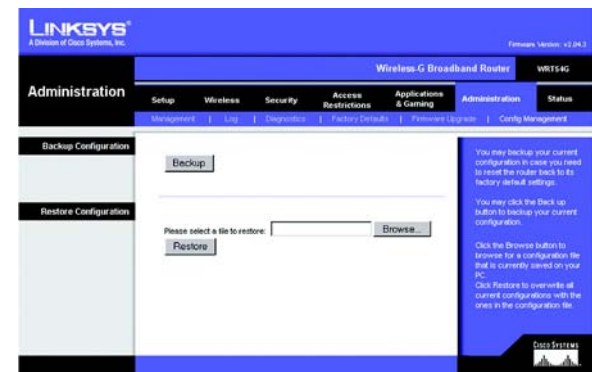 LINKSYS®
A Division of Cisco Systems, Inc.
Firmware Version: v2.04.3
Wireless-G Broadband Router
WRT54G
Administration
Setup
Wireless
Security
Access Restrictions
Applications & Gaming
Administration
Status
Management | Log | Diagnostics | Factory Defaults | Firmware Upgrade | Config Management
Backup Configuration
Backup
You may backup your current
configuration in case you need
to reset the router back to its
factory default settings.
You may click the Back up
button to backup your current
configuration.
Restore Configuration
Please select a file to restore:
Browse...
Restore
Click the Browse button to
browse for a configuration file
that is currently saved on your
PC.
Click Restore to overwrite all
current configurations with the
ones in the configuration file.
CISCO SYSTEMS